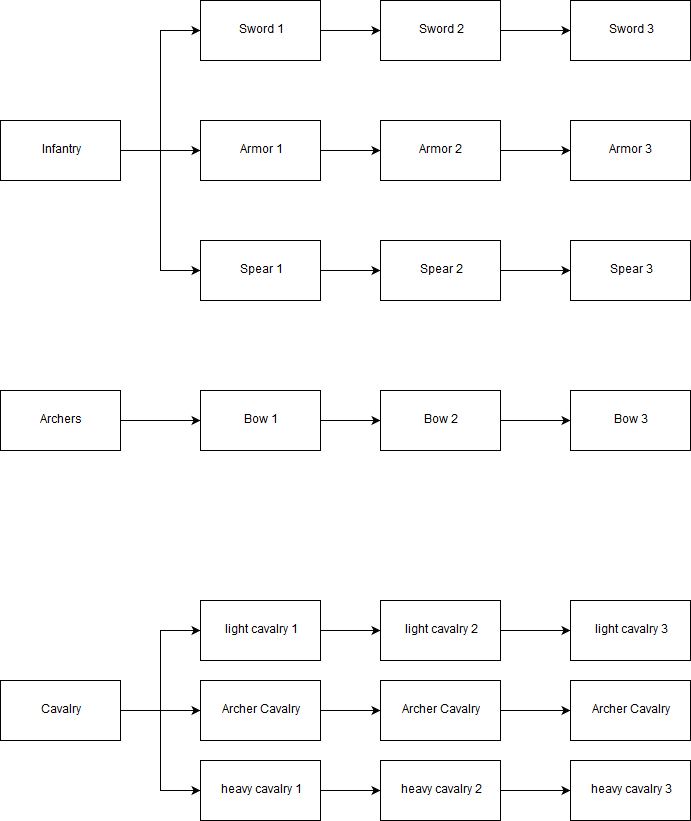 Sword 1
Sword 2
Sword 3
Infantry
Armor 1
Armor 2
Armor 3
Spear 1
Spear 2
Spear 3
Archers
Bow 1
Bow 2
Bow 3
light cavalry 1
light cavalry 2
light cavalry 3
Cavalry
Archer Cavalry
Archer Cavalry
Archer Cavalry
heavy cavalry 1
heavy cavalry 2
heavy cavalry 3